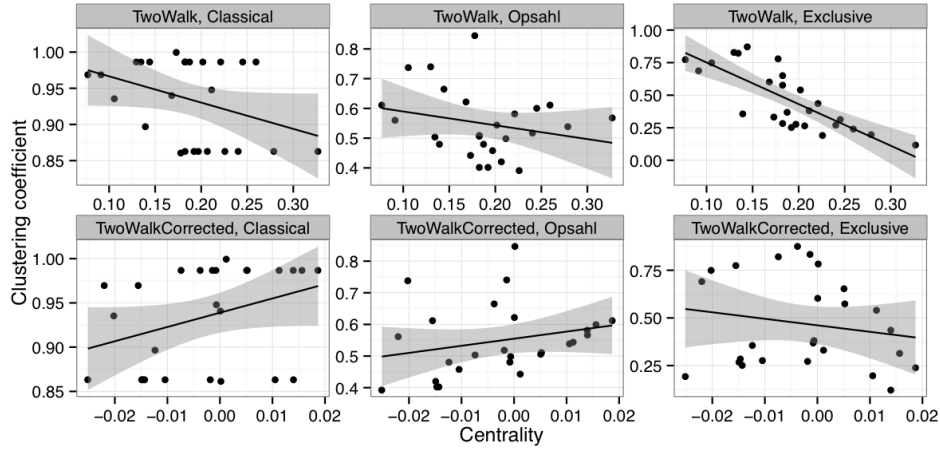 TwoWalk, Classical TwoWalk, Opsahl TwoWalk, Exclusive
1.00 0.95 0.90 0.85
0.8 0.7 0.6 0.5 0.4
1.00 0.75 0.50 0.25 0.00
0.10 0.15 0.20 0.25 0.30 0.10 0.15 0.20 0.25 0.30 0.10 0.15 0.20 0.25 0.30
Clustering coefficient
TwoWalkCorrected, Classical TwoWalkCorrected, Opsahl TwoWalkCorrected, Exclusive
1.00 0.95 0.90 0.85
0.8 0.7 0.6 0.5 0.4
0.75 0.50 0.25
−0.02 −0.01 0.00 0.01 0.02 −0.02 −0.01 0.00 0.01 0.02 −0.02 −0.01 0.00 0.01 0.02
Centrality